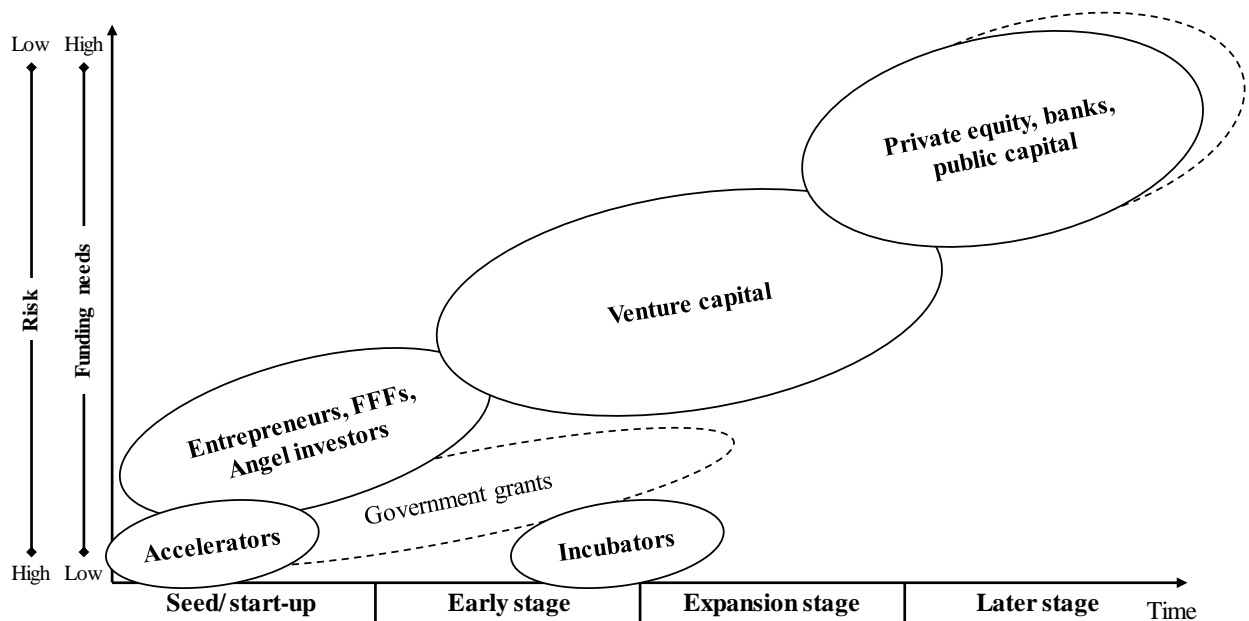 Low
High
Risk
Funding needs
High
Low
Private equity, banks,
public capital
Venture capital
Entrepreneurs, FFFs,
Angel investors
Government grants
Accelerators
Incubators
Seed/ start-up
Early stage
Expansion stage
Later stage
Time